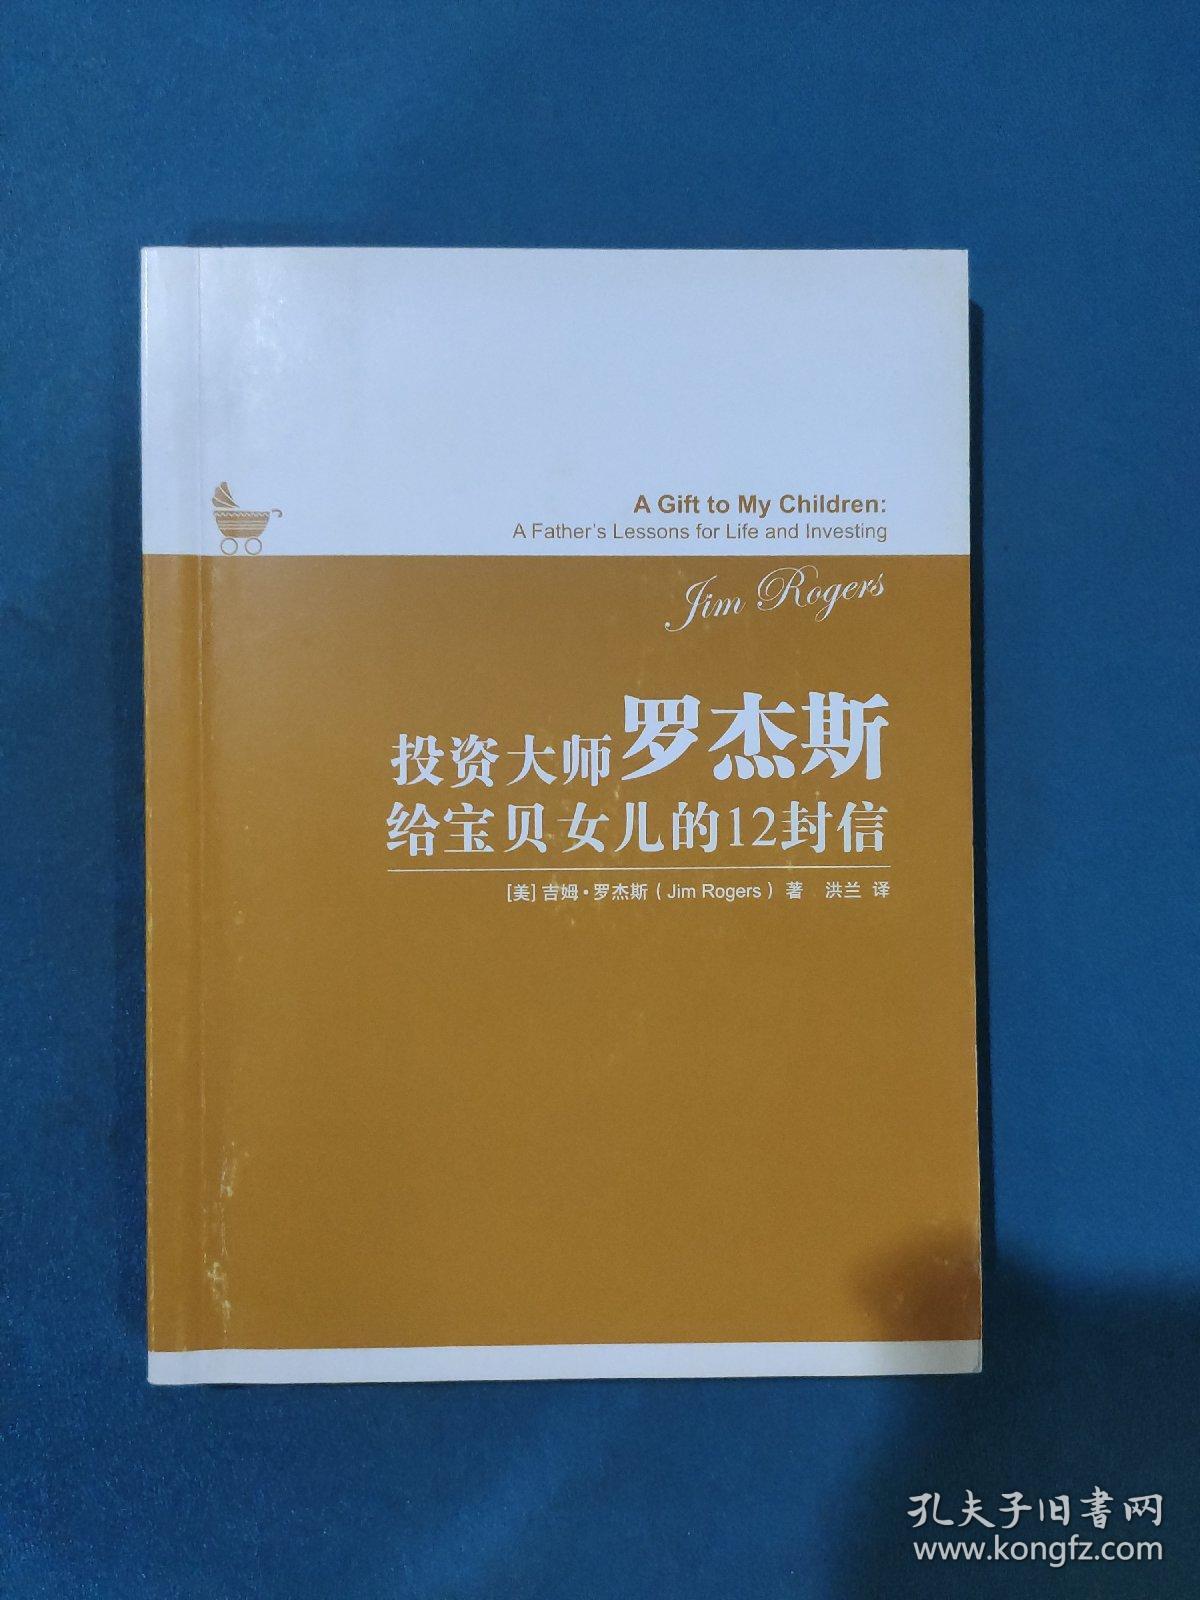 A Gift to My Children:
A Father's Lessons for Life and Investing
Jim Rogers
投资大师罗杰斯
给宝贝女儿的12封信
[美] 吉姆·罗杰斯（Jim Rogers）著 洪兰 译
孔夫子旧书网
www.kongfz.com